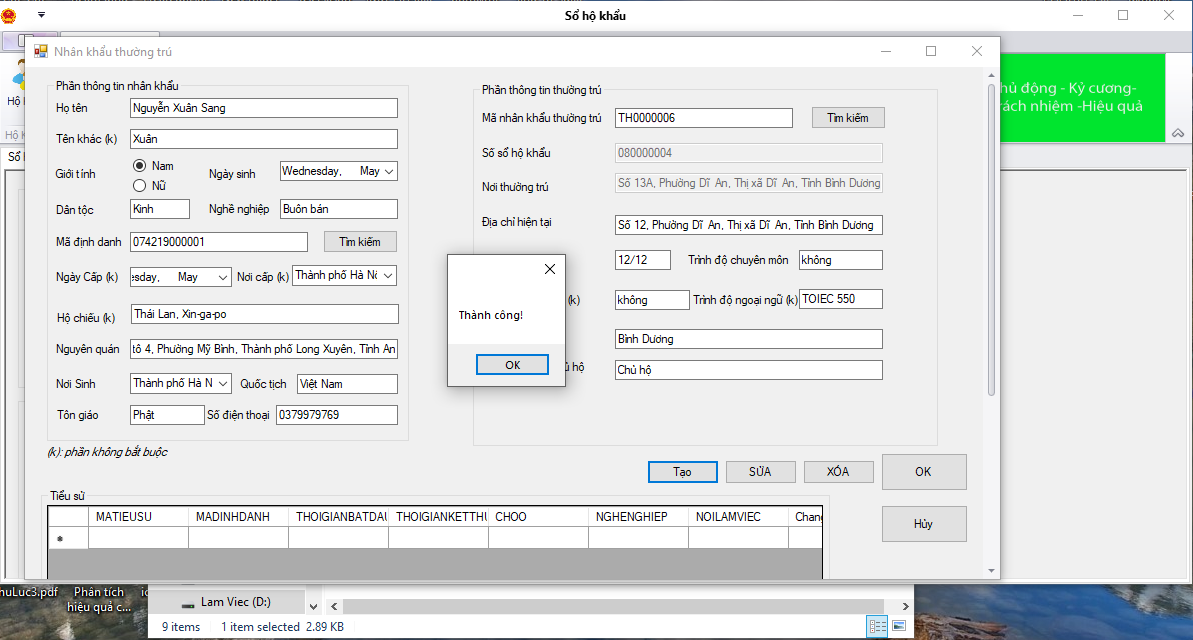 Sổ hộ khẩu
Nhân khẩu thường trú
Phần thông tin nhân khẩu
Họ tên Nguyễn Xuân Sang
Tên khác (k) Xuân
Giới tính Nam
Nữ
Ngày sinh Wednesday, May
Dân tộc Kinh Nghề nghiệp Buôn bán
Mã định danh 074219000001 Tìm kiếm
Ngày Cấp (k) sday, May Nơi cấp (k) Thành phố Hà Nộ
Hộ chiếu (k) Thái Lan, Xin-ga-po
Nguyên quán tổ 4, Phường Mỹ Bình, Thành phố Long Xuyên, Tỉnh An
Nơi Sinh Thành phố Hà N Quốc tịch Việt Nam
Tôn giáo Phật Số điện thoại 0379979769
(k): phần không bắt buộc
Phần thông tin thường trú
Mã nhân khẩu thường trú TH0000006 Tìm kiếm
Số sổ hộ khẩu 080000004
Nơi thường trú Số 13A, Phường Dĩ An, Thị xã Dĩ An, Tỉnh Bình Dương
Địa chỉ hiện tại Số 12, Phường Dĩ An, Thị xã Dĩ An, Tỉnh Bình Dương
12/12 Trình độ chuyên môn không
(k) không Trình độ ngoại ngữ (k) TOIEC 550
Bình Dương
hộ Chủ hộ
Thành công!
OK
Tạo SỬA XÓA OK
Hủy
Tiểu sử
MATIEUSU MADINHDANH THOIGIANBATDAU THOIGIANKETTHU CHOO NGHENGHIEP NOILAMVIEC Chang
hủ động - Kỷ cương-
rách nhiệm -Hiệu quả
Hộ
Hộ K
Sổ
huLuc3.pdf
Phân tích
hiệu quả c...
Lam Viec (D:)
9 items 1 item selected 2.89 KB